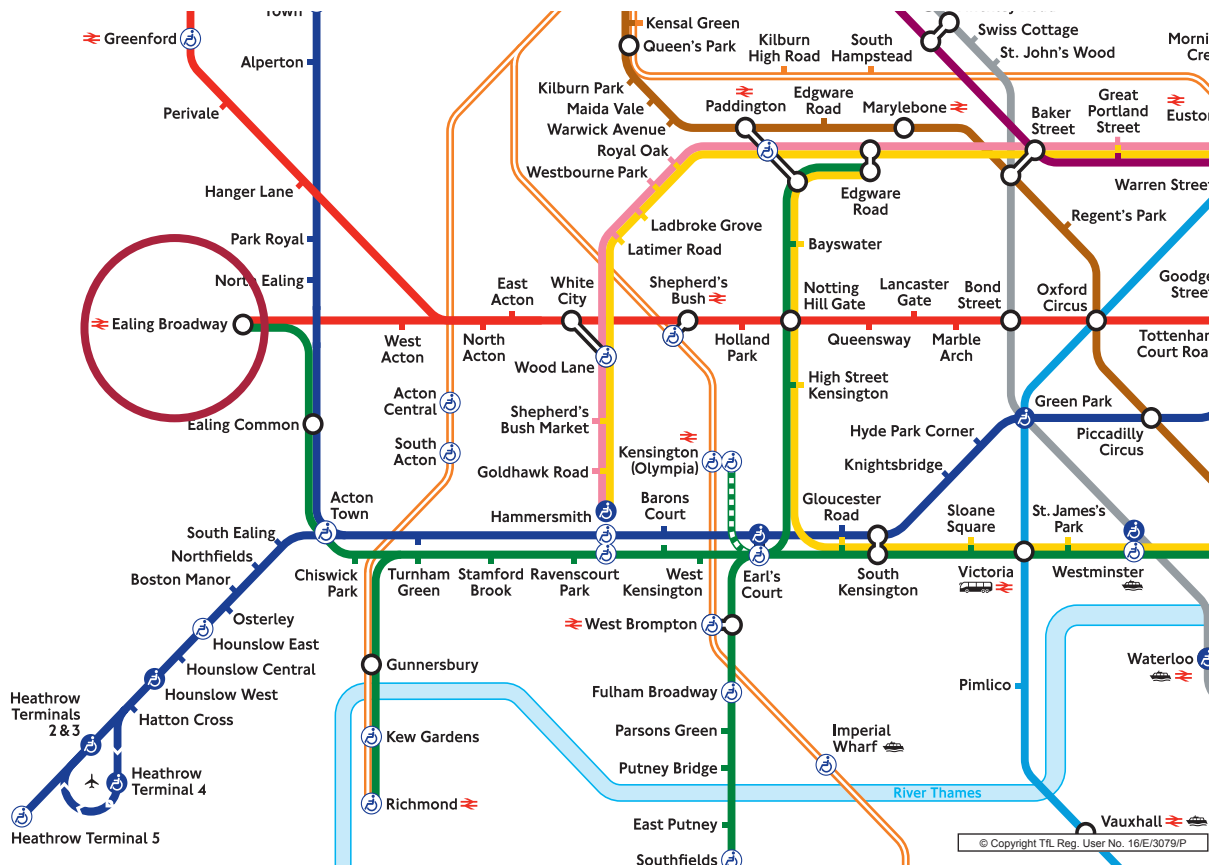 Town
Greenford
Alperton
Perivale
Hanger Lane
Park Royal
North Ealing
Ealing Broadway
Ealing Common
West
Acton
North
Acton
East
Acton
White
City
Wood Lane
Shepherd's
Bush
Holland
Park
Notting
Hill Gate
Queensway
Lancaster
Gate
Marble
Arch
Bond
Street
Oxford
Circus
Tottenham
Court Roa
Kensal Green
Queen's Park
Kilburn
High Road
South
Hampstead
Swiss Cottage
St. John's Wood
Morni
Cre
Kilburn Park
Maida Vale
Warwick Avenue
Paddington
Edgware
Road
Marylebone
Baker
Street
Great
Portland
Street
Eusto
Royal Oak
Westbourne Park
Ladbroke Grove
Latimer Road
Edgware
Road
Bayswater
Warren Street
Regent's Park
Goodge
Street
Acton
Central
South
Acton
Shepherd's
Bush Market
Goldhawk Road
Hammersmith
Kensington
(Olympia)
High Street
Kensington
Barons
Court
Gloucester
Road
Hyde Park Corner
Knightsbridge
Green Park
Piccadilly
Circus
Sloane
Square
St. James's
Park
Acton
Town
South Ealing
Northfields
Boston Manor
Osterley
Hounslow East
Hounslow Central
Hounslow West
Hatton Cross
Heathrow
Terminals
2 & 3
Heathrow
Terminal 4
Heathrow Terminal 5
Chiswick
Park
Turnham
Green
Stamford
Brook
Ravenscourt
Park
West
Kensington
Earl's
Court
South
Kensington
Victoria
Westminster
Gunnersbury
Kew Gardens
Richmond
West Brompton
Fulham Broadway
Parsons Green
Putney Bridge
East Putney
Southfields
Imperial
Wharf
Pimlico
Waterloo
River Thames
Vauxhall
© Copyright TfL Reg. User No. 16/E/3079/P